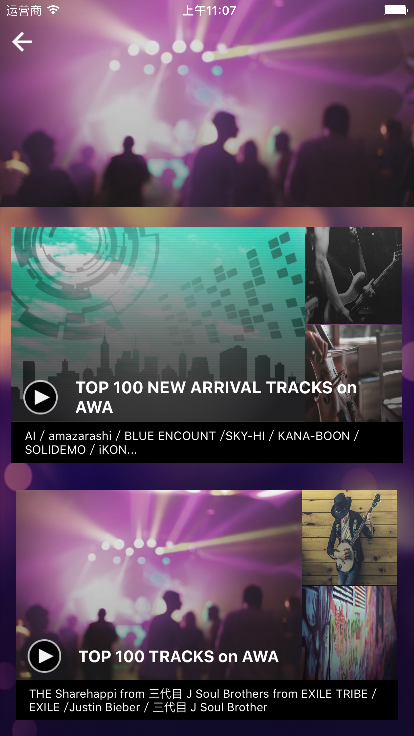 运营商 上午11:07
TOP 100 NEW ARRIVAL TRACKS on
AWA
AI / amazarashi / BLUE ENCOUNT /SKY-HI / KANA-BOON /
SOLIDEMO / iKON...
TOP 100 TRACKS on AWA
THE Sharehappi from 三代目 J Soul Brothers from EXILE TRIBE /
EXILE /Justin Bieber / 三代目 J Soul Brother